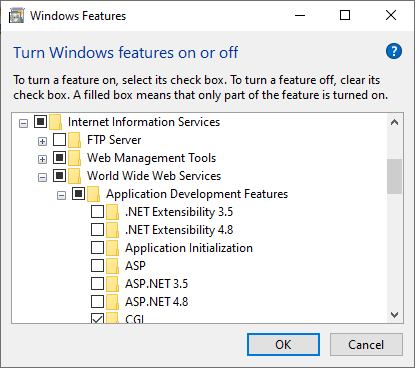 Windows Features
Turn Windows features on or off
To turn a feature on, select its check box. To turn a feature off, clear its
check box. A filled box means that only part of the feature is turned on.
Internet Information Services
FTP Server
Web Management Tools
World Wide Web Services
Application Development Features
.NET Extensibility 3.5
.NET Extensibility 4.8
Application Initialization
ASP
ASP.NET 3.5
ASP.NET 4.8
CGI
OK Cancel